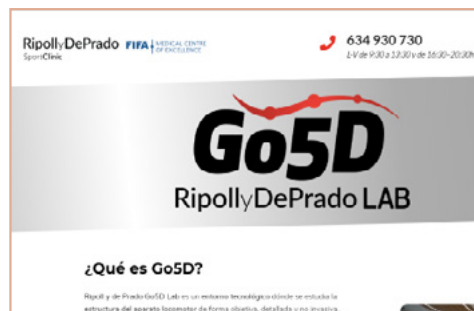 RipollyDePrado FIFA MEDICAL CENTRE
OF EXCELLENCE
SportClinic
634 930 730
L-V de 9:00 a 13:30 y de 16:30-20:30h
Go5D
RipollyDePrado LAB
¿Qué es Go5D?
Ripoll y de Prado Go5D Lab es un entorno tecnológico dónde se estudia la
estructura del aparato locomotor de forma objetiva, detallada y no invasiva